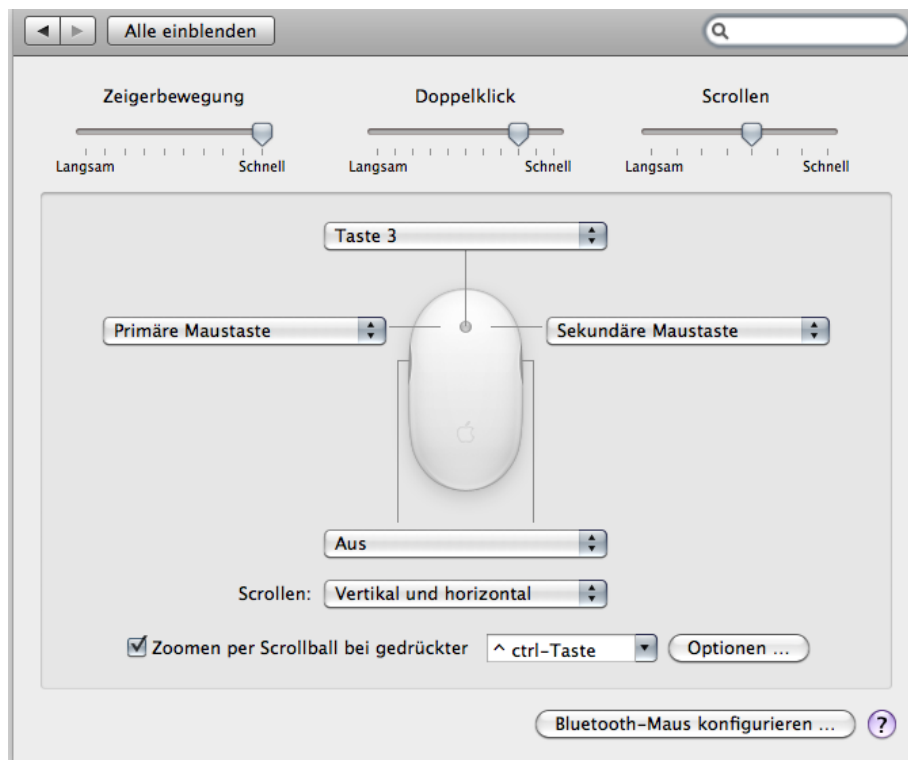 Alle einblenden
Zeigerbewegung Doppelklick Scrollen
Langsam Schnell Langsam Schnell Langsam Schnell
Taste 3
Primäre Maustaste Sekundäre Maustaste
Aus
Scrollen: Vertikal und horizontal
Zoomen per Scrollball bei gedrückter ^ ctrl-Taste Optionen ...
Bluetooth-Maus konfigurieren ... ?